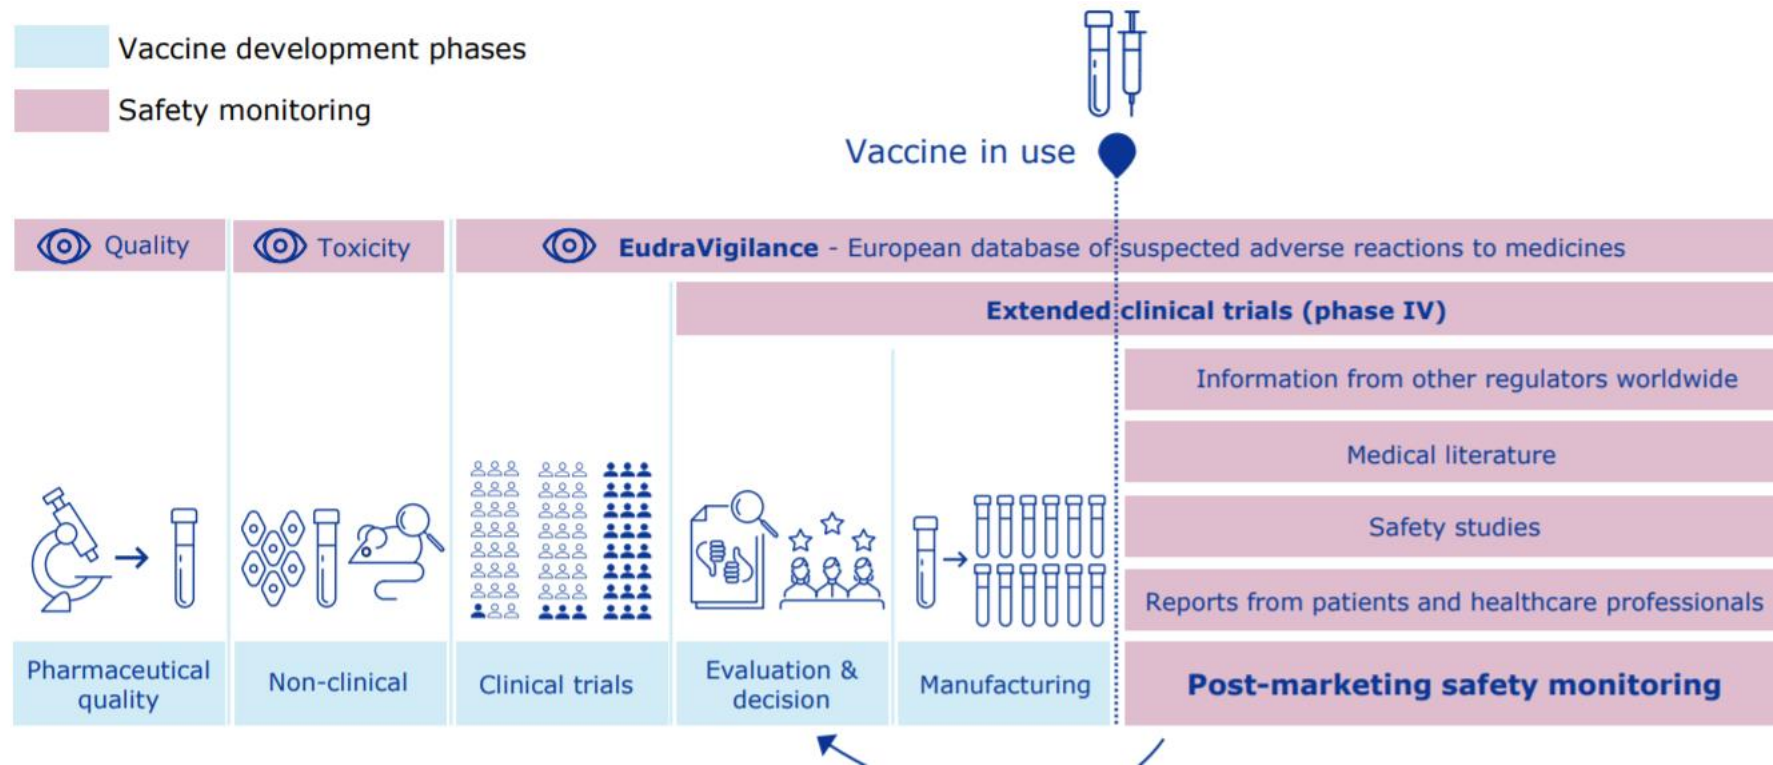 Vaccine development phases
Safety monitoring
Vaccine in use
Quality
Toxicity
EudraVigilance - European database of suspected adverse reactions to medicines
Extended clinical trials (phase IV)
Information from other regulators worldwide
Medical literature
Safety studies
Reports from patients and healthcare professionals
Pharmaceutical
quality
Non-clinical
Clinical trials
Evaluation &
decision
Manufacturing
Post-marketing safety monitoring